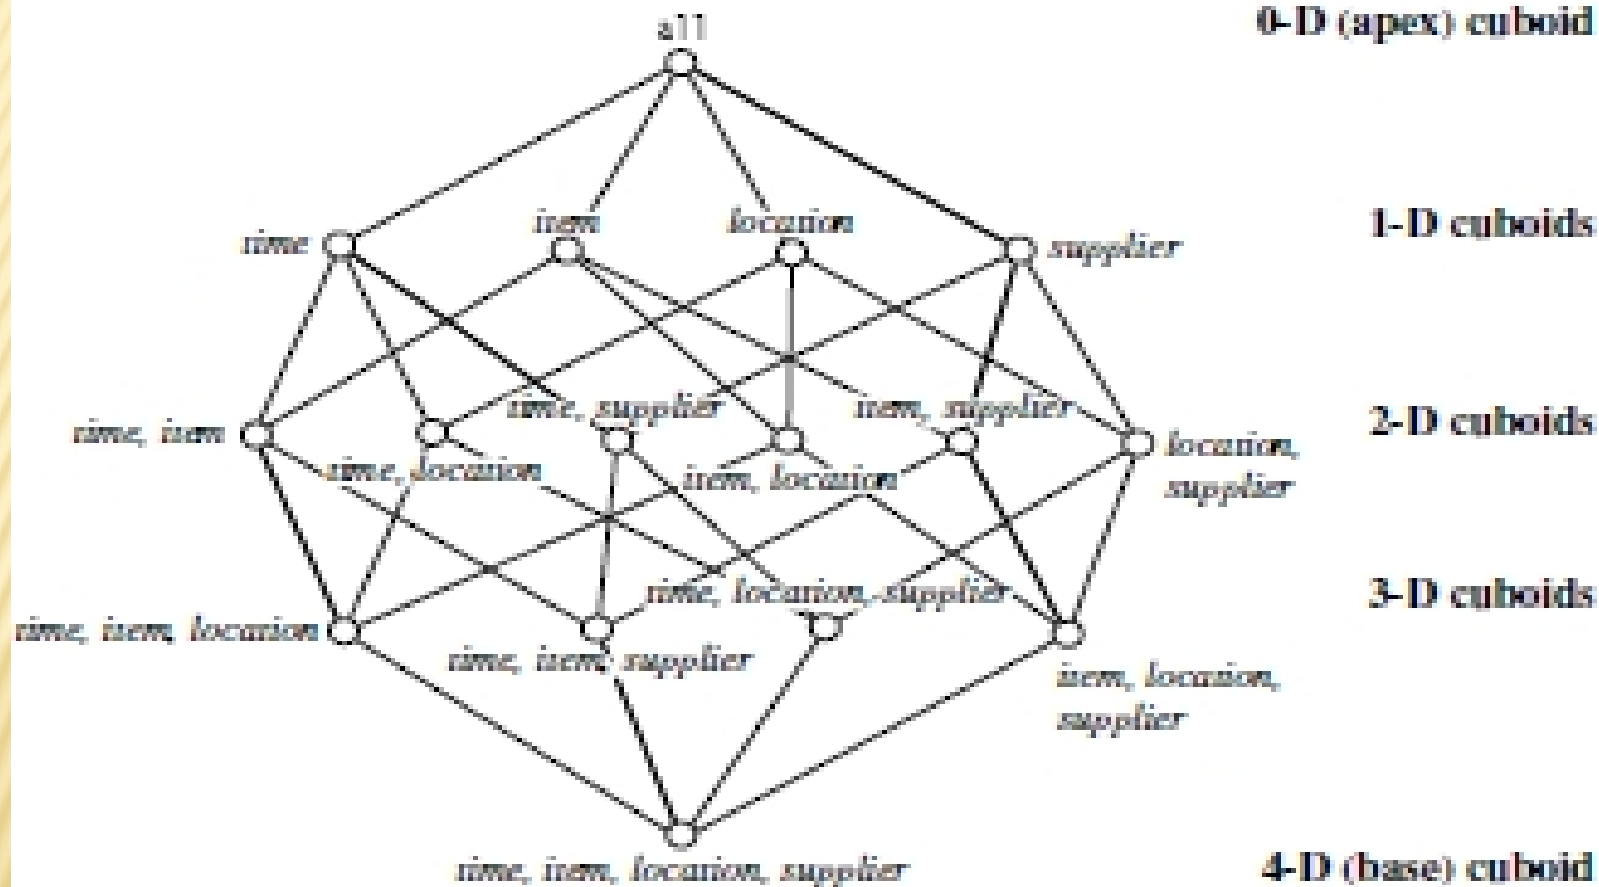 0-D (apex) cuboid
all
time
item
location
supplier
1-D cuboids
time, item
time, location
time, supplier
item, location
item, supplier
location,
supplier
2-D cuboids
time, item, location
time, item, supplier
time, location, supplier
item, location,
supplier
3-D cuboids
time, item, location, supplier
4-D (base) cuboid